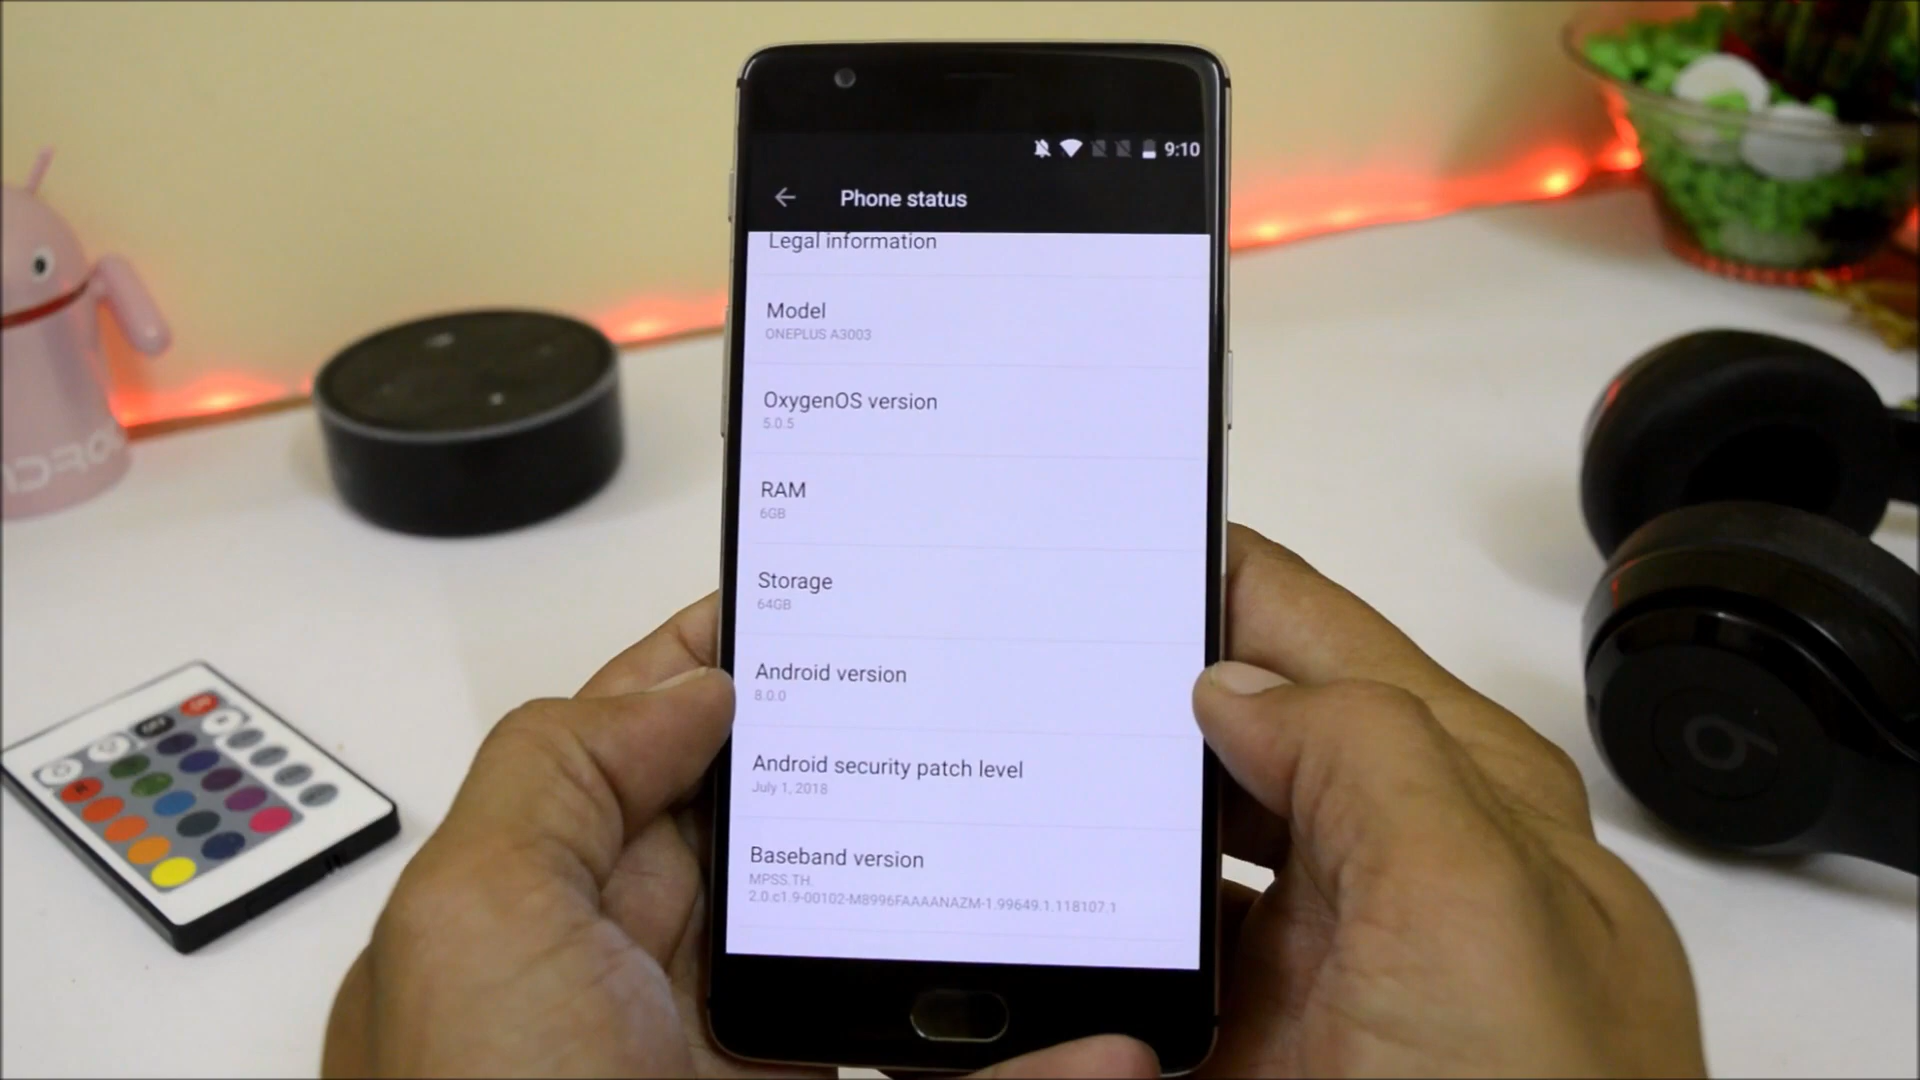 9:10
Phone status
Legal information
Model
ONEPLUS A3003
OxygenOS version
5.0.5
RAM
6GB
Storage
64GB
Android version
8.0.0
Android security patch level
July 1, 2018
Baseband version
MPSS.TH.
2.0.c1.9-00102-M8996FAAAANAZM-1.99649.1.118107.1
OFF